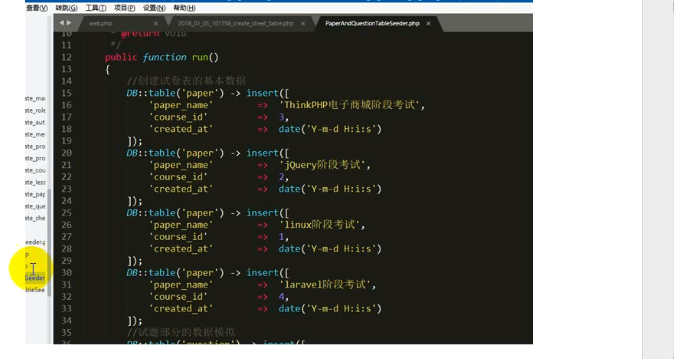 查看(V) 转跳(G) 工具(T) 项目(P) 设置(N) 帮助(H)
web.php × 2018_01_05_101758_create_sheet_table.php × PaperAndQuestionTableSeeder.php ×
10 * @return void
11 */
12 public function run()
13 {
14 //创建试卷表的基本数据
15 DB::table('paper') -> insert([
16 'paper_name' => 'ThinkPHP电子商城阶段考试',
17 'course_id' => 3,
18 'created_at' => date('Y-m-d H:i:s')
19 ]);
20 DB::table('paper') -> insert([
21 'paper_name' => 'jQuery阶段考试',
22 'course_id' => 2,
23 'created_at' => date('Y-m-d H:i:s')
24 ]);
25 DB::table('paper') -> insert([
26 'paper_name' => 'linux阶段考试',
27 'course_id' => 1,
28 'created_at' => date('Y-m-d H:i:s')
29 ]);
30 DB::table('paper') -> insert([
31 'paper_name' => 'laravel阶段考试',
32 'course_id' => 4,
33 'created_at' => date('Y-m-d H:i:s')
34 ]);
35 //试题部分的数据模拟
36 DB::table('question') -> insert([
ate_mar
ate_role
ate_aut
ate_me
ate_pro
ate_pro
ate_cou
ate_less
ate_pap
ate_que
ate_she
eeder.p
p
Seeder
bleSee